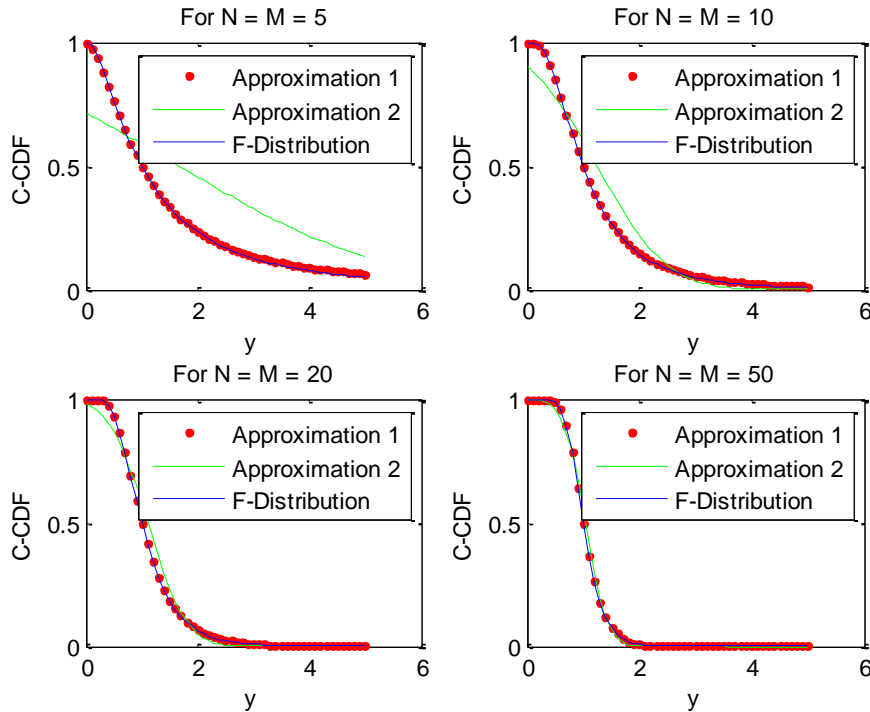 For N = M = 5
1
0.5
0
C-CDF
0
2
4
6
y
Approximation 1
Approximation 2
F-Distribution
For N = M = 10
1
0.5
0
C-CDF
0
2
4
6
y
Approximation 1
Approximation 2
F-Distribution
For N = M = 20
1
0.5
0
C-CDF
0
2
4
6
y
Approximation 1
Approximation 2
F-Distribution
For N = M = 50
1
0.5
0
C-CDF
0
2
4
6
y
Approximation 1
Approximation 2
F-Distribution